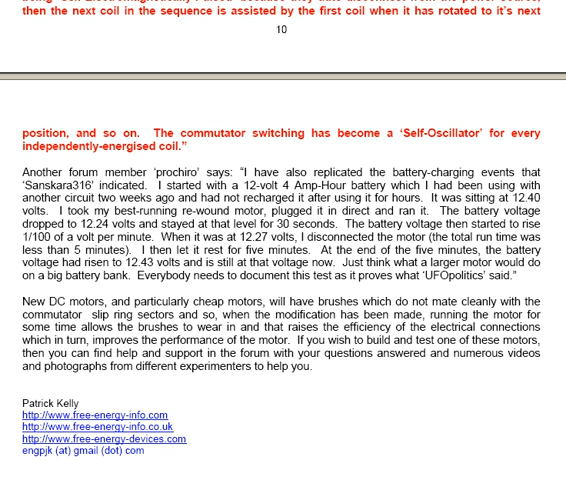 then the next coil in the sequence is assisted by the first coil when it has rotated to it's next
10
position, and so on. The commutator switching has become a 'Self-Oscillator' for every
independently-energised coil."
Another forum member 'prochiro' says: "I have also replicated the battery-charging events that
'Sanskara316' indicated. I started with a 12-volt 4 Amp-Hour battery which I had been using with
another circuit two weeks ago and had not recharged it after using it for hours. It was sitting at 12.40
volts. I took my best-running re-wound motor, plugged it in direct and ran it. The battery voltage
dropped to 12.24 volts and stayed at that level for 30 seconds. The battery voltage then started to rise
1/100 of a volt per minute. When it was at 12.27 volts, I disconnected the motor (the total run time was
less than 5 minutes). I then let it rest for five minutes. At the end of the five minutes, the battery
voltage had risen to 12.43 volts and is still at that voltage now. Just think what a larger motor would do
on a big battery bank. Everybody needs to document this test as it proves what 'UFOpolitics' said."
New DC motors, and particularly cheap motors, will have brushes which do not mate cleanly with the
commutator slip ring sectors and so, when the modification has been made, running the motor for
some time allows the brushes to wear in and that raises the efficiency of the electrical connections
which in turn, improves the performance of the motor. If you wish to build and test one of these motors,
then you can find help and support in the forum with your questions answered and numerous videos
and photographs from different experimenters to help you.
Patrick Kelly
http://www.free-energy-info.com
http://www.free-energy-info.co.uk
http://www.free-energy-devices.com
engpjk (at) gmail (dot) com